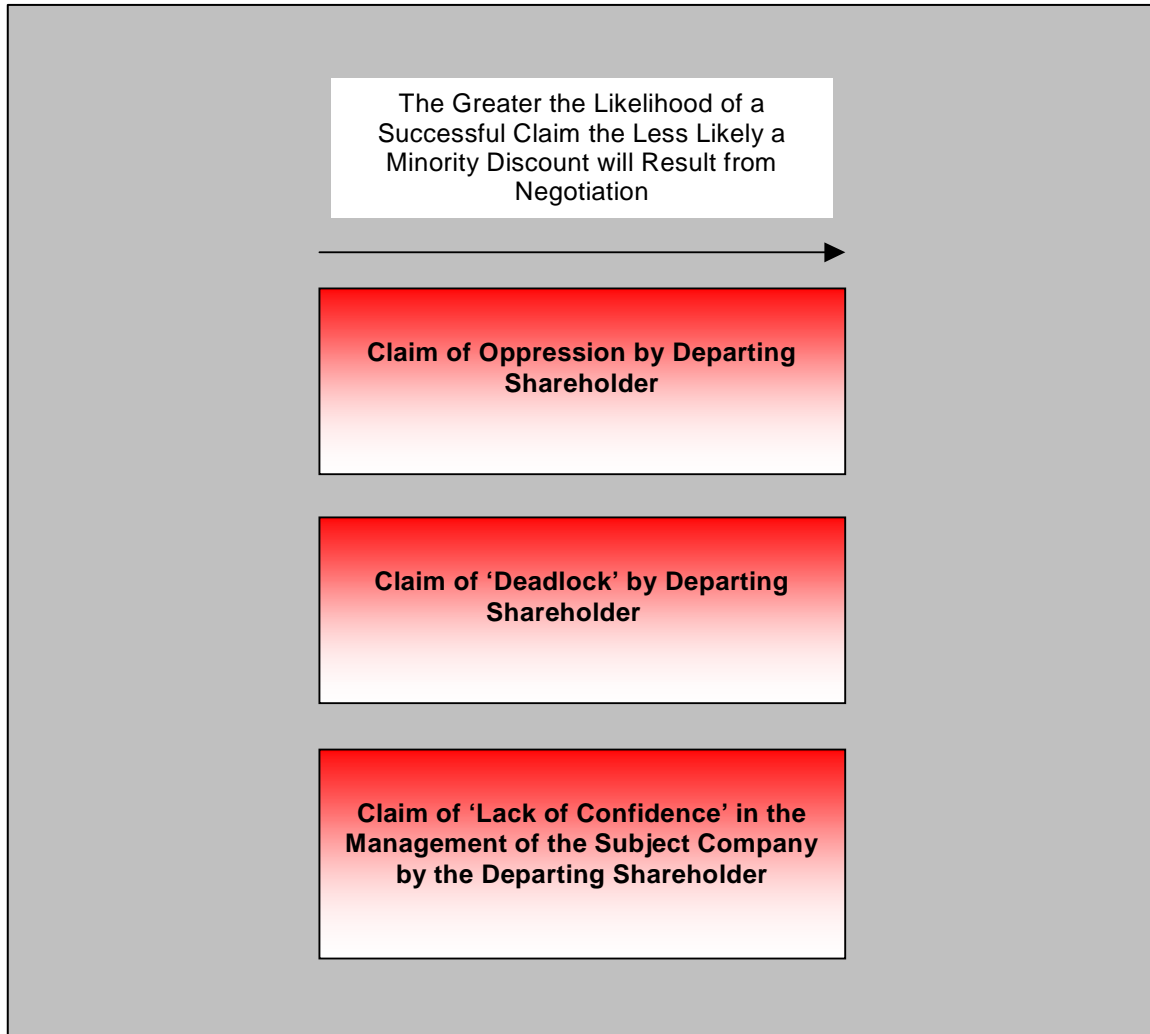 The Greater the Likelihood of a
Successful Claim the Less Likely a
Minority Discount will Result from
Negotiation
Claim of Oppression by Departing
Shareholder
Claim of ‘Deadlock’ by Departing
Shareholder
Claim of ‘Lack of Confidence’ in the
Management of the Subject Company
by the Departing Shareholder